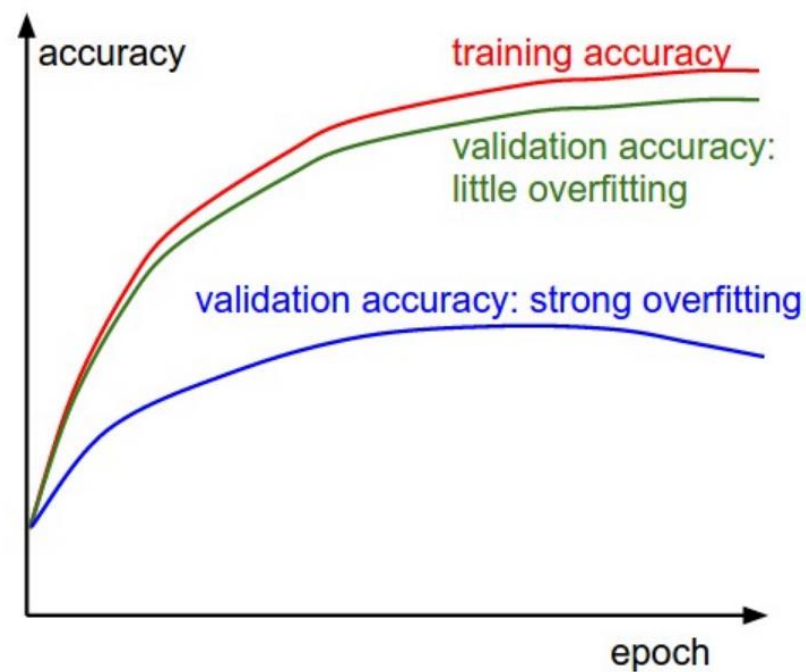 accuracy
training accuracy
validation accuracy:
little overfitting
validation accuracy: strong overfitting
epoch